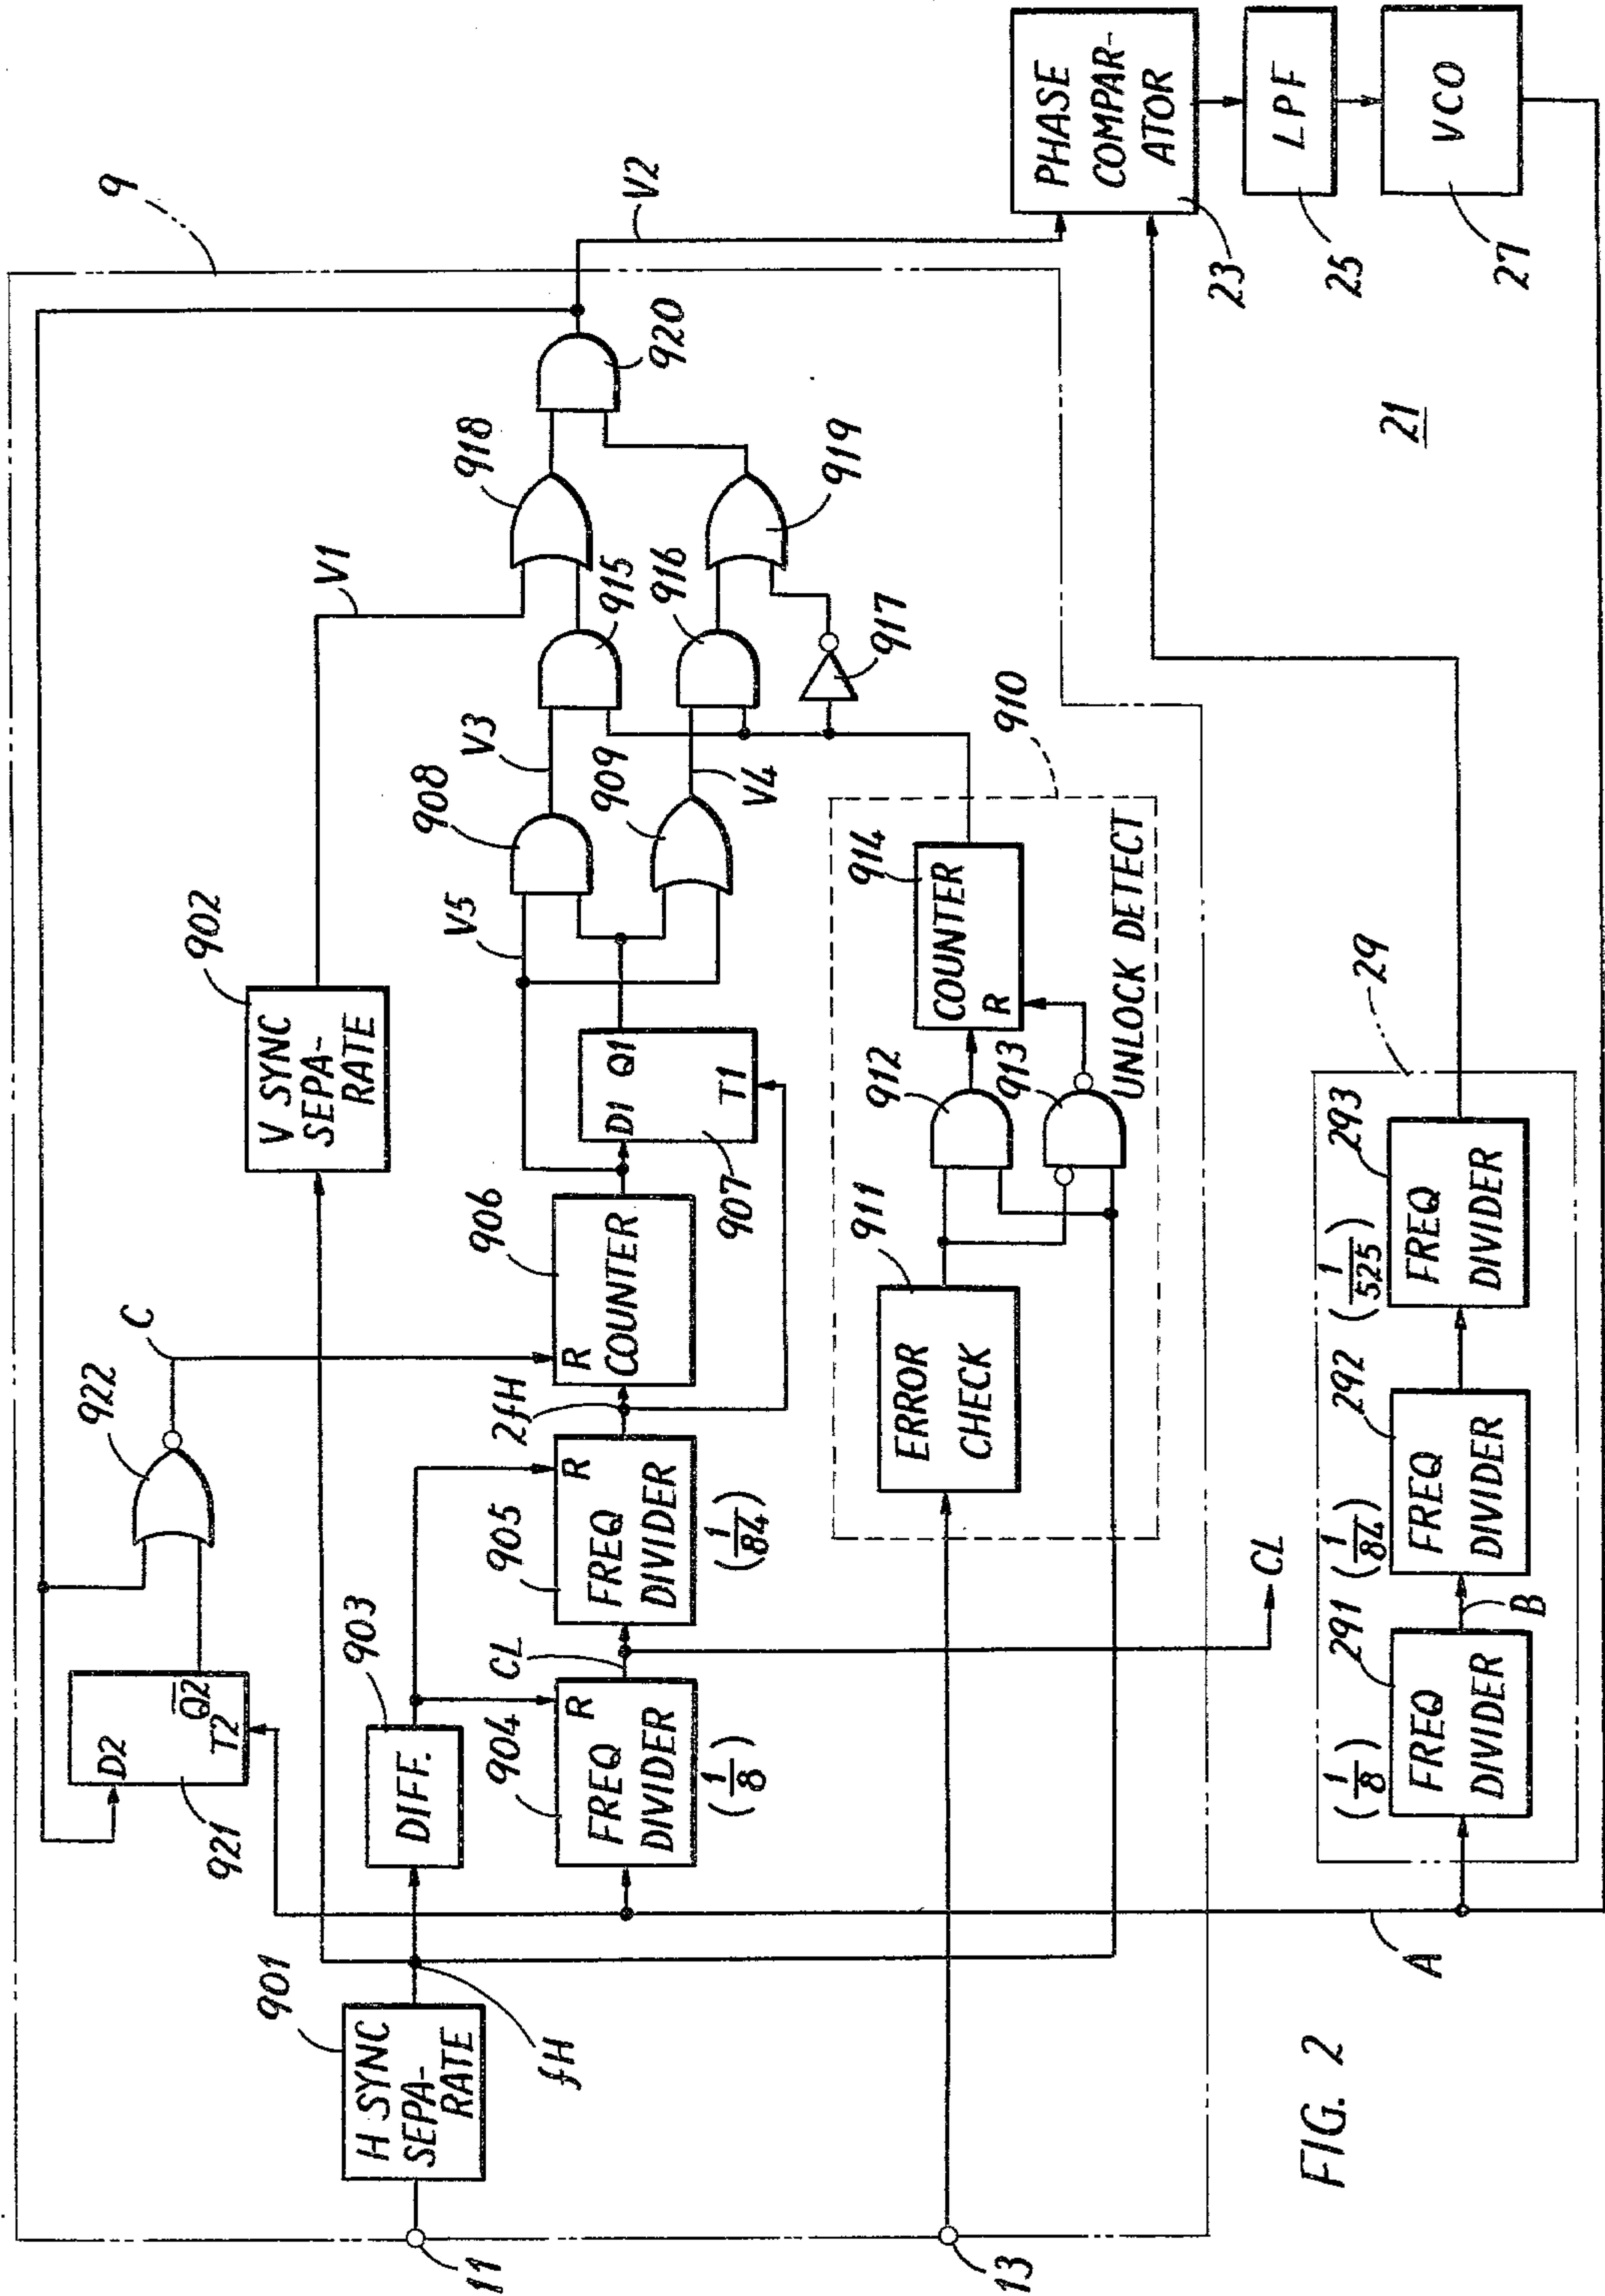 9
922
C
921
D2
Q2
T2
902
V SYNC
SEPA-
RATE
V1
V2
901
H SYNC
SEPA-
RATE
fH
11
903
DIFF.
904
FREQ
DIVIDER
R
(1/8)
CL
905
FREQ
DIVIDER
R
(1/84)
2fH
906
R
COUNTER
907
D1 Q1
T1
V5
908
V3
909
V4
915
916
917
918
919
920
CL
13
910
911
ERROR
CHECK
912
913
914
COUNTER
R
UNLOCK DETECT
PHASE
COMPAR-
ATOR
23
LPF
25
VCO
27
21
29
A
(1/8)
291
FREQ
DIVIDER
B
(1/84)
292
FREQ
DIVIDER
(1/525)
293
FREQ
DIVIDER
FIG. 2